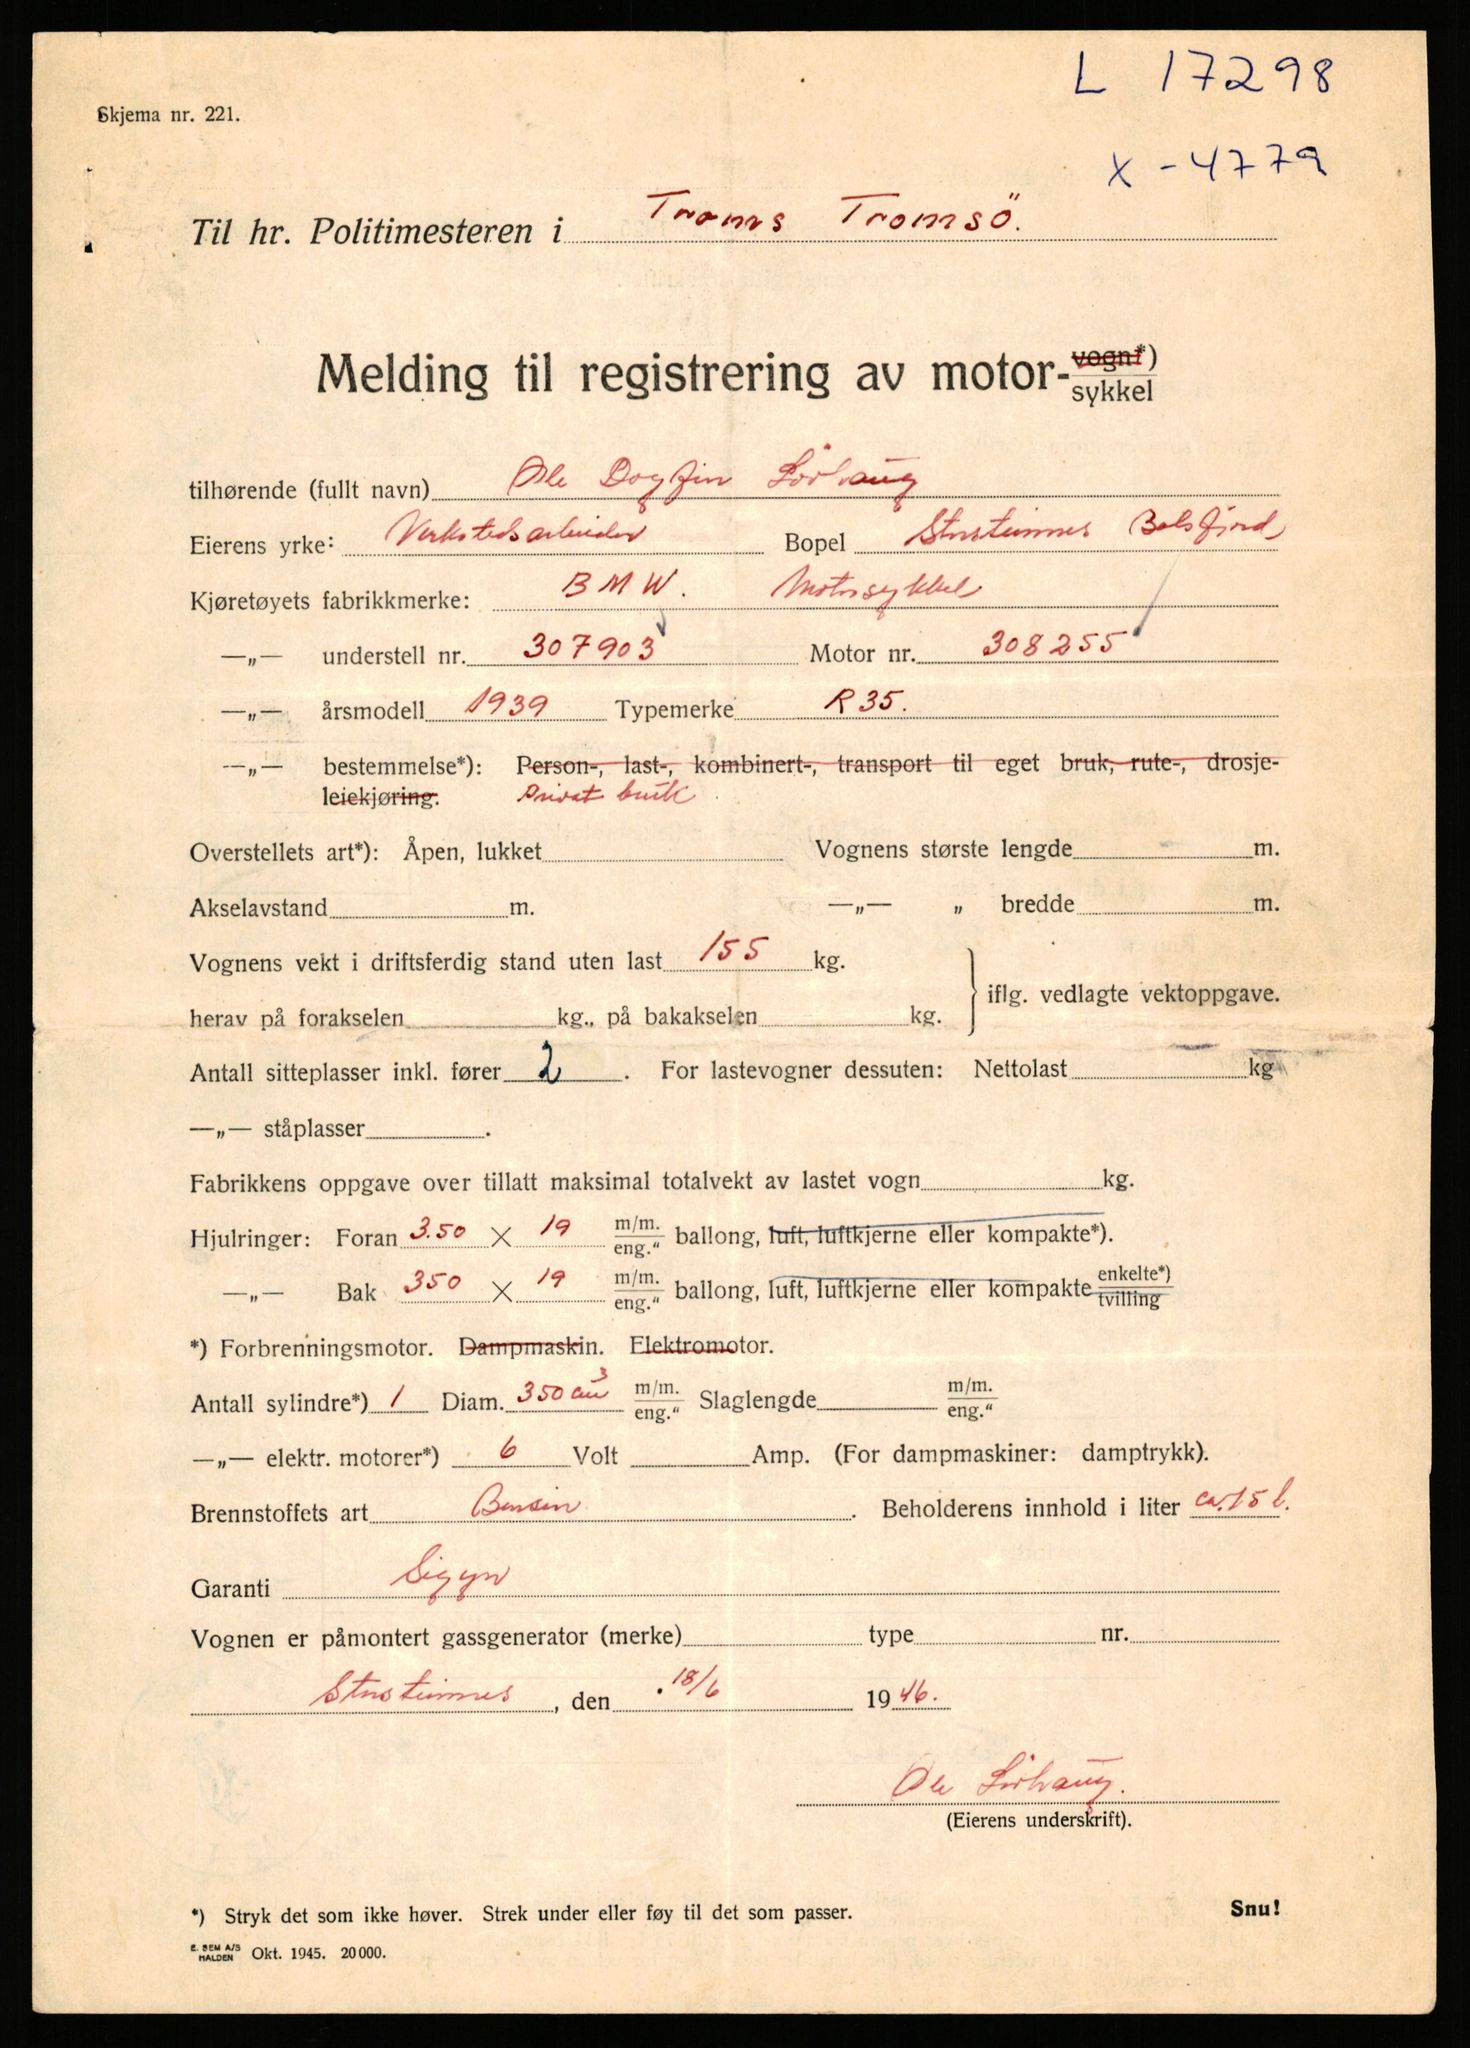 L 17298
Skjema nr. 221.
X - 4779
Til hr. Politimesteren i Troms Tromsö.
Melding til registrering av motor-vogn*) sykkel
tilhørende (fullt navn) Ole Dagfin Lövhaug
Eierens yrke: Verkstedsarbeider Bopel Storsteinnes Balsfjord
Kjøretøyets fabrikkmerke: BMW. Motorsykkel
—„— understell nr. 307903 Motor nr. 308255
—„— årsmodell 1939 Typemerke R 35.
—„— bestemmelse*): Person-, last-, kombinert-, transport til eget bruk, rute-, drosje-
leiekjøring. Privat bruk
Overstellets art*): Åpen, lukket Vognens største lengde m.
Akselavstand m. —„— „ bredde m.
Vognens vekt i driftsferdig stand uten last 155 kg.
iflg. vedlagte vektoppgave.
herav på forakselen kg., på bakakselen kg.
Antall sitteplasser inkl. fører 2 . For lastevogner dessuten: Nettolast kg
—„— ståplasser .
Fabrikkens oppgave over tillatt maksimal totalvekt av lastet vogn kg.
Hjulringer: Foran 3.50 X 19 m/m. eng.“ ballong, luft, luftkjerne eller kompakte*).
—„— Bak 350 X 19 m/m. eng.“ ballong, luft, luftkjerne eller kompakte enkelte*) tvilling
*) Forbrenningsmotor. Dampmaskin. Elektromotor.
Antall sylindre*) 1 Diam. 350 cm³ m/m. eng.“ Slaglengde m/m. eng.“
—„— elektr. motorer*) 6 Volt Amp. (For dampmaskiner: damptrykk).
Brennstoffets art Bensin . Beholderens innhold i liter ca. 15 l.
Garanti Sigyn
Vognen er påmontert gassgenerator (merke) type nr.
Storsteinnes , den 18/6 1946.
Ole Lövhaug.
(Eierens underskrift).
*) Stryk det som ikke høver. Strek under eller føy til det som passer. Snu!
E. SEM A/S HALDEN Okt. 1945. 20 000.